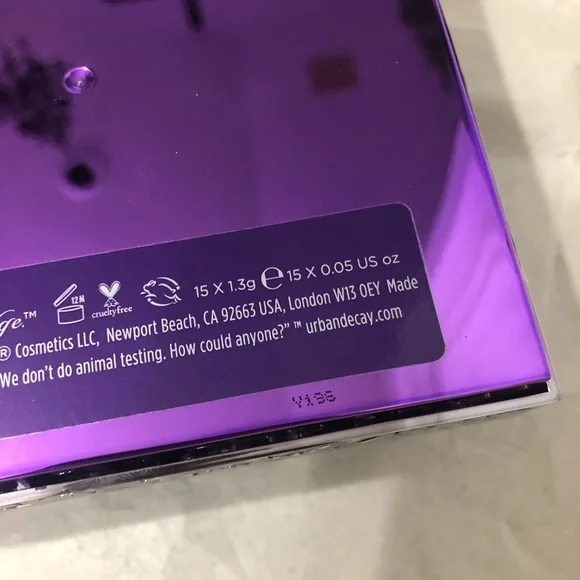 12M
crueltyfree
15 X 1.3g e 15 X 0.05 US oz
™
® Cosmetics LLC, Newport Beach, CA 92663 USA, London W13 0EY Made
We don't do animal testing. How could anyone?" ™ urbandecay.com
V196